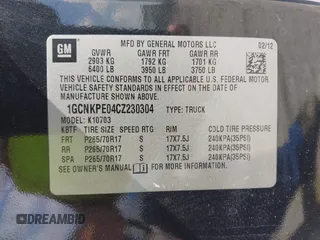 GM
MFD BY GENERAL MOTORS LLC
02/12
GVWR GAWR FRT GAWR RR
2903 KG 1792 KG 1701 KG
6400 LB 3950 LB 3750 LB
THIS VEHICLE CONFORMS TO ALL APPLICABLE U.S. FEDERAL MOTOR
VEHICLE SAFETY STANDARDS IN EFFECT ON THE DATE OF
MANUFACTURE SHOWN ABOVE.
1GCNKPE04CZ230304 TYPE: TRUCK
MODEL: K10703
TIRE SIZE SPEED RTG RIM COLD TIRE PRESSURE
FRT P265/70R17 S 17X7.5J 240KPA(35PSI)
RR P265/70R17 S 17X7.5J 240KPA(35PSI)
SPA P265/70R17 S 17X7.5J 240KPA(35PSI)
SEE OWNER'S MANUAL FOR MORE INFORMATION.
DREAMBID